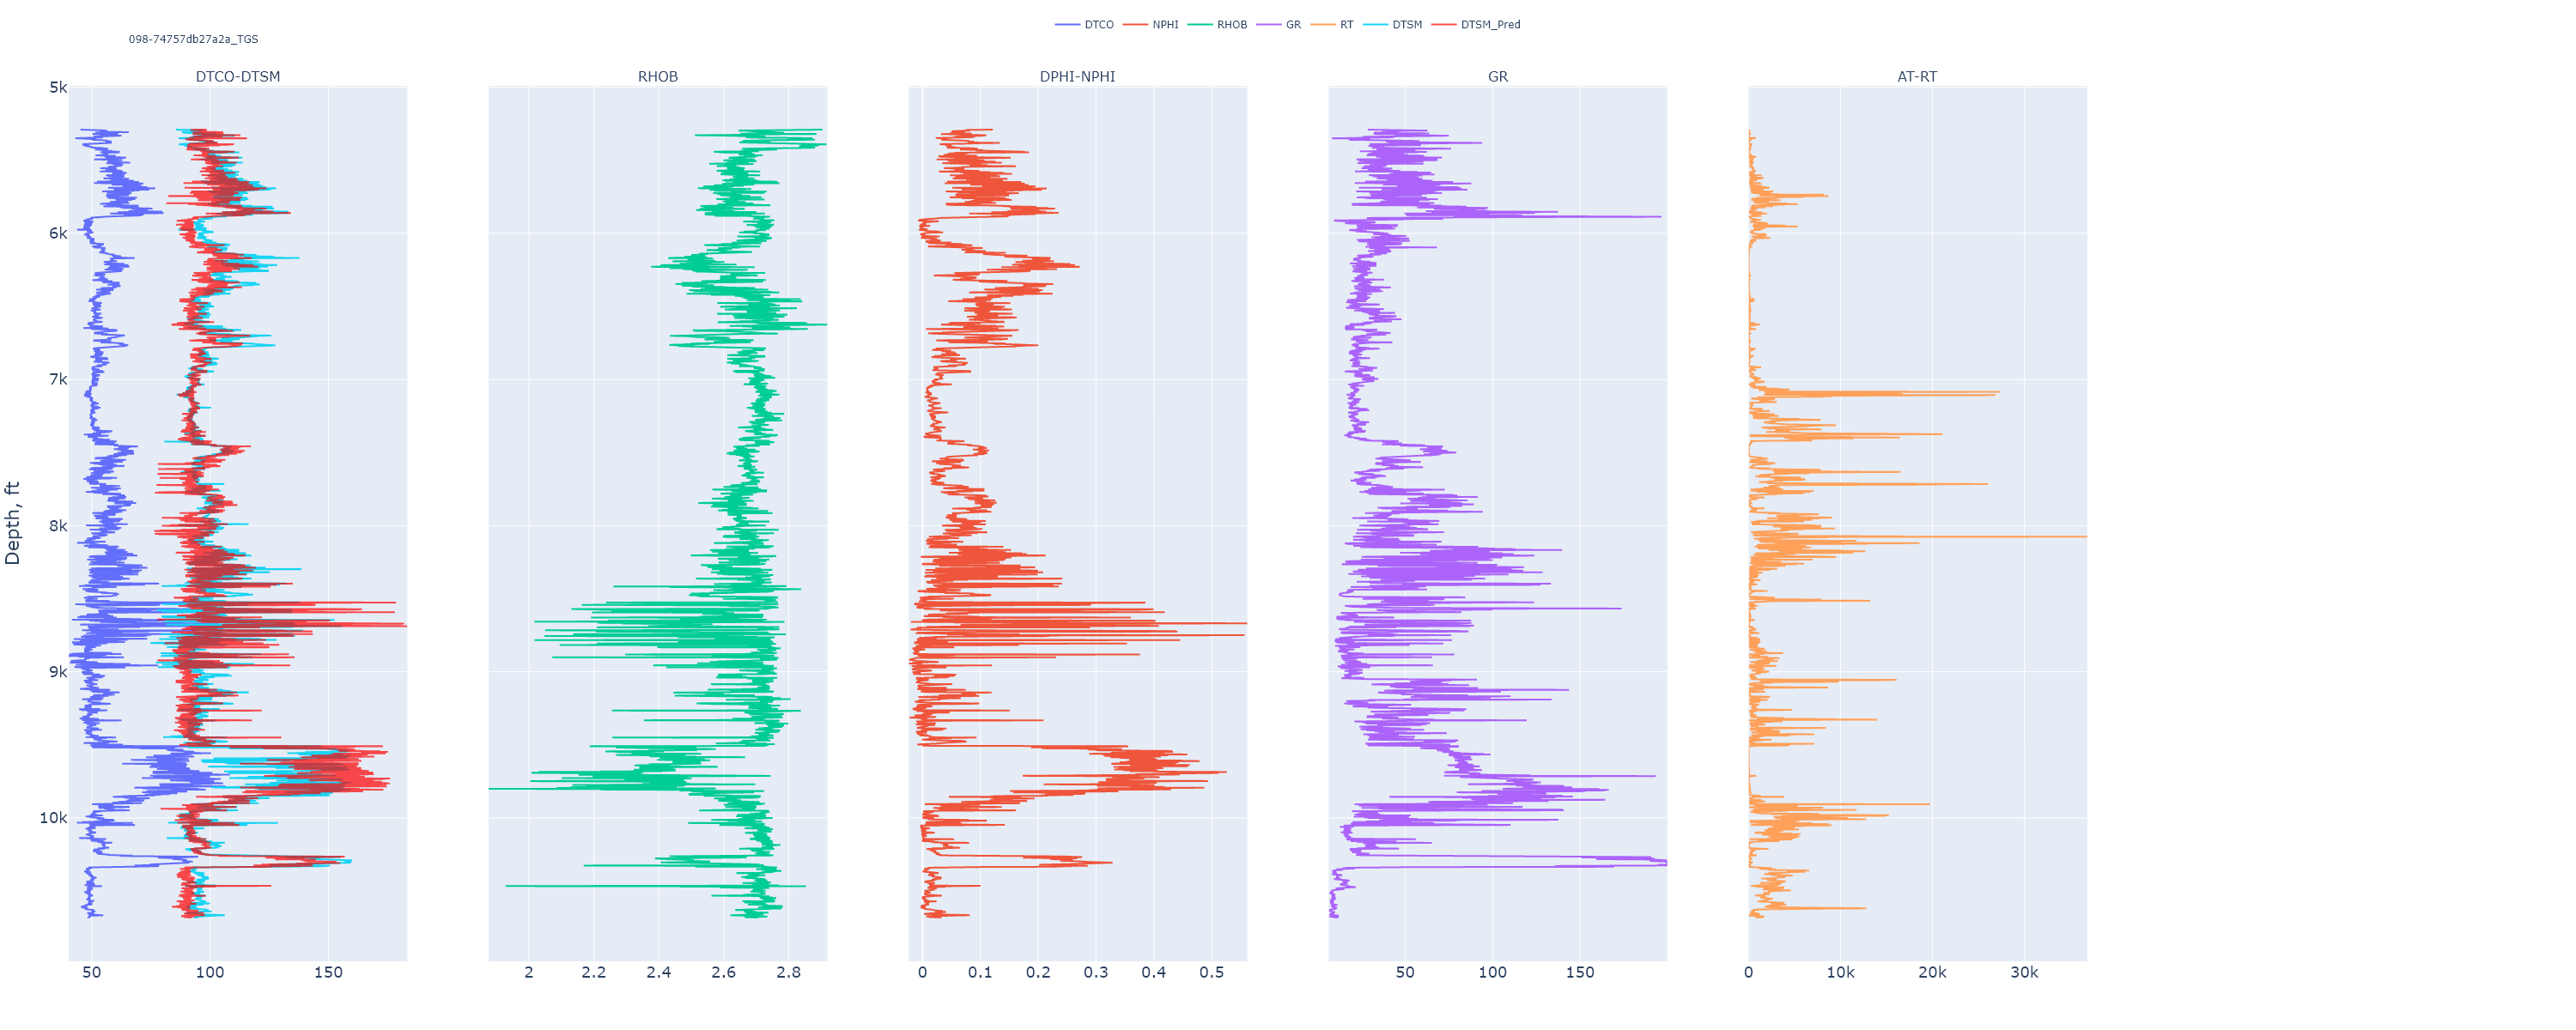 DTCO NPHI RHOB GR RT DTSM DTSM_Pred
098-74757db27a2a_TGS
DTCO-DTSM RHOB DPHI-NPHI GR AT-RT
5k
6k
7k
8k
9k
10k
Depth, ft
50 100 150 2 2.2 2.4 2.6 2.8 0 0.1 0.2 0.3 0.4 0.5 50 100 150 0 10k 20k 30k